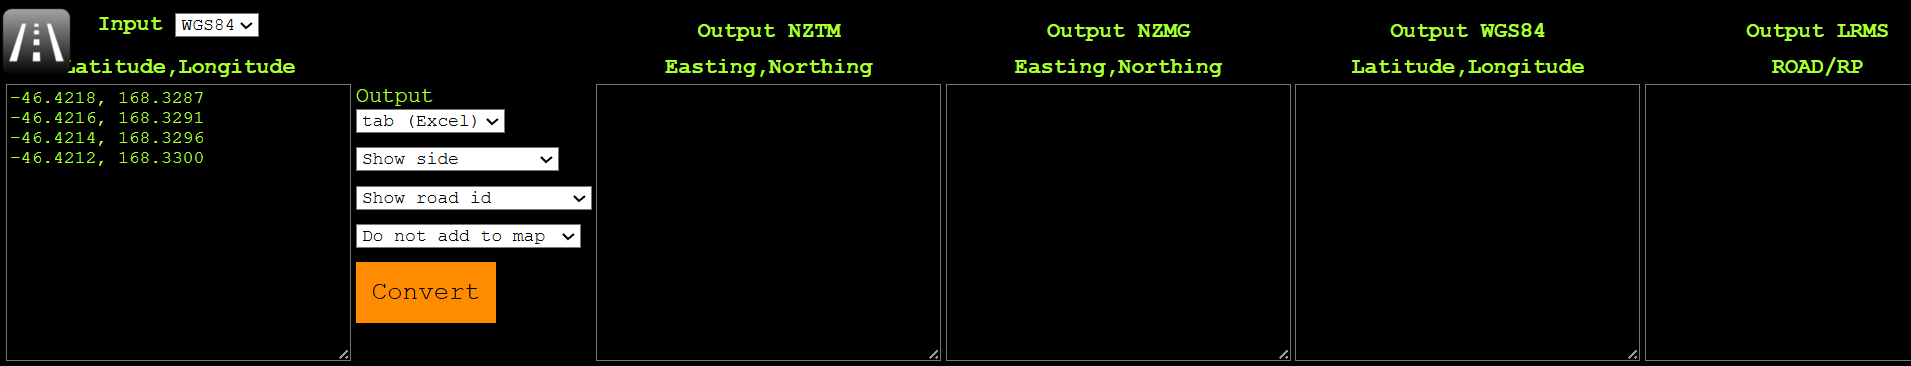 Input WGS84
Latitude,Longitude
-46.4218, 168.3287
-46.4216, 168.3291
-46.4214, 168.3296
-46.4212, 168.3300
Output
tab (Excel)
Show side
Show road id
Do not add to map
Convert
Output NZTM
Easting,Northing
Output NZMG
Easting,Northing
Output WGS84
Latitude,Longitude
Output LRMS
ROAD/RP